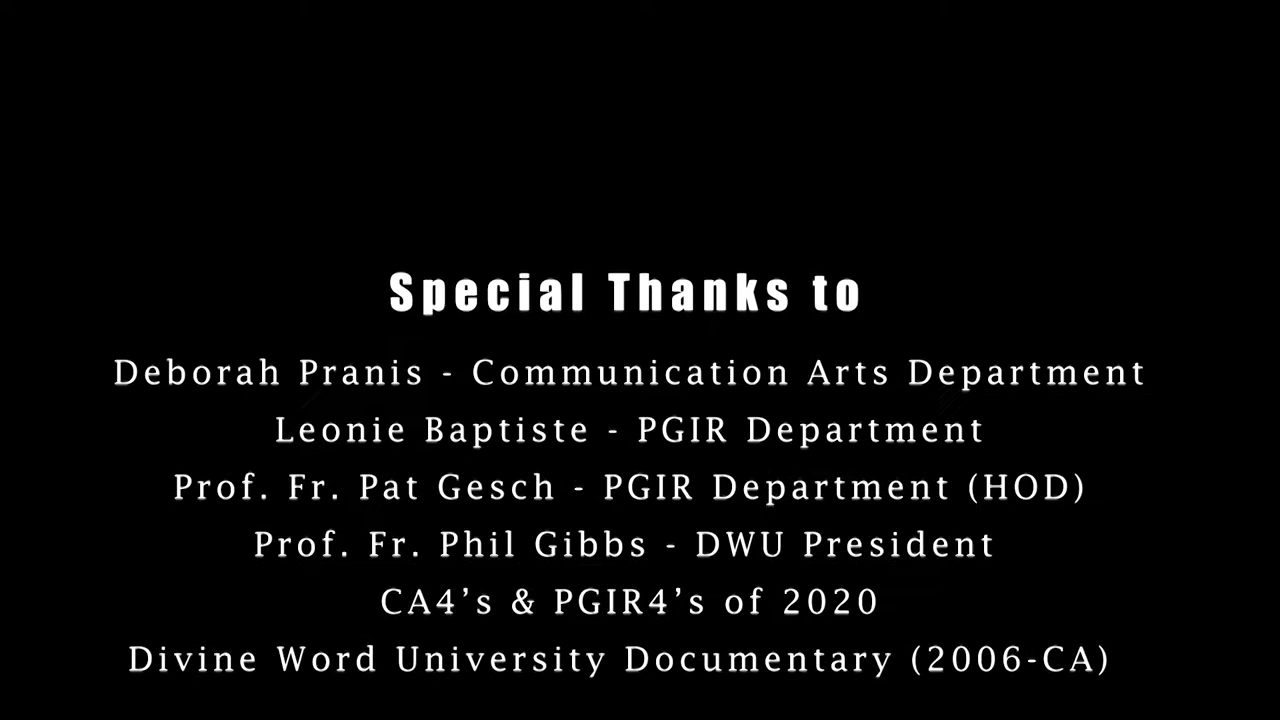 Special Thanks to
Deborah Pranis - Communication Arts Department
Leonie Baptiste - PGIR Department
Prof. Fr. Pat Gesch - PGIR Department (HOD)
Prof. Fr. Phil Gibbs - DWU President
CA4’s & PGIR4’s of 2020
Divine Word University Documentary (2006-CA)